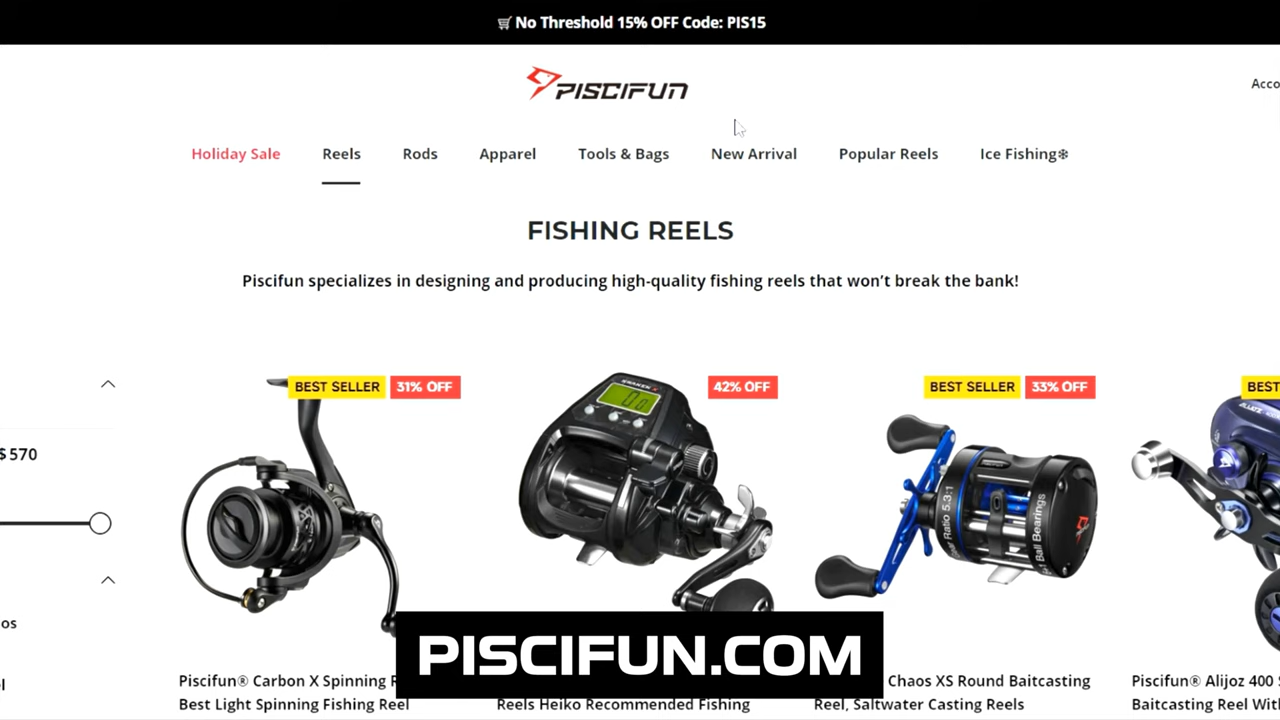 No Threshold 15% OFF Code: PIS15
PISCIFUN
Acco
Holiday Sale Reels Rods Apparel Tools & Bags New Arrival Popular Reels Ice Fishing❄
FISHING REELS
Piscifun specializes in designing and producing high-quality fishing reels that won’t break the bank!
BEST SELLER 31% OFF 42% OFF BEST SELLER 33% OFF BEST
$ 570
os
PISCIFUN.COM
Piscifun® Carbon X Spinning R Chaos XS Round Baitcasting Piscifun® Alijoz 400 S
Best Light Spinning Fishing Reel Reels Heiko Recommended Fishing Reel, Saltwater Casting Reels Baitcasting Reel With